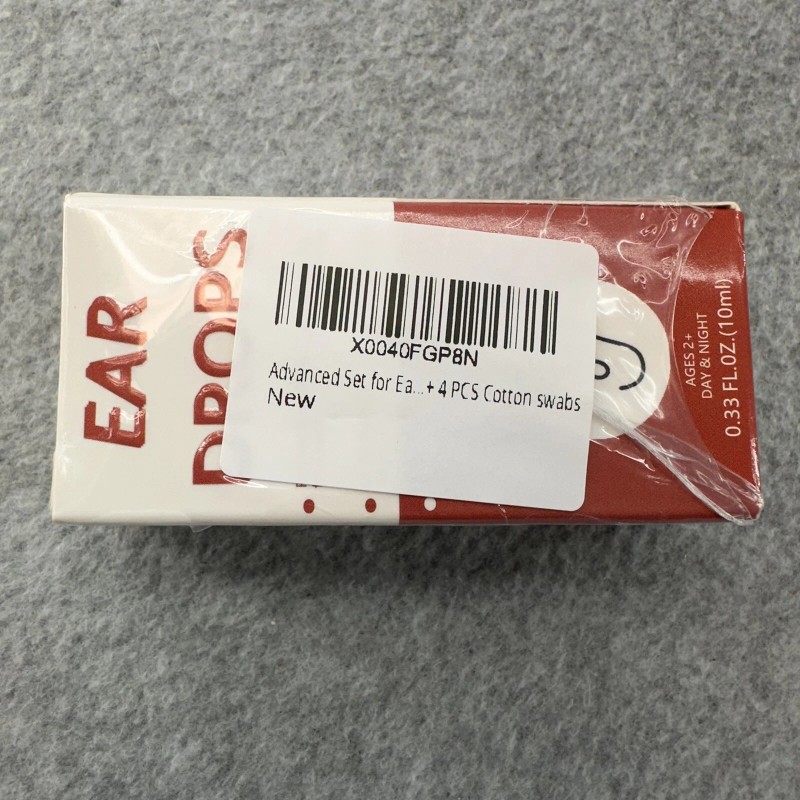 EAR
DROPS
X0040FGP8N
Advanced Set for Ea...+ 4 PCS Cotton swabs
New
AGES 2+
DAY & NIGHT
0.33 FL.OZ.(10ml)